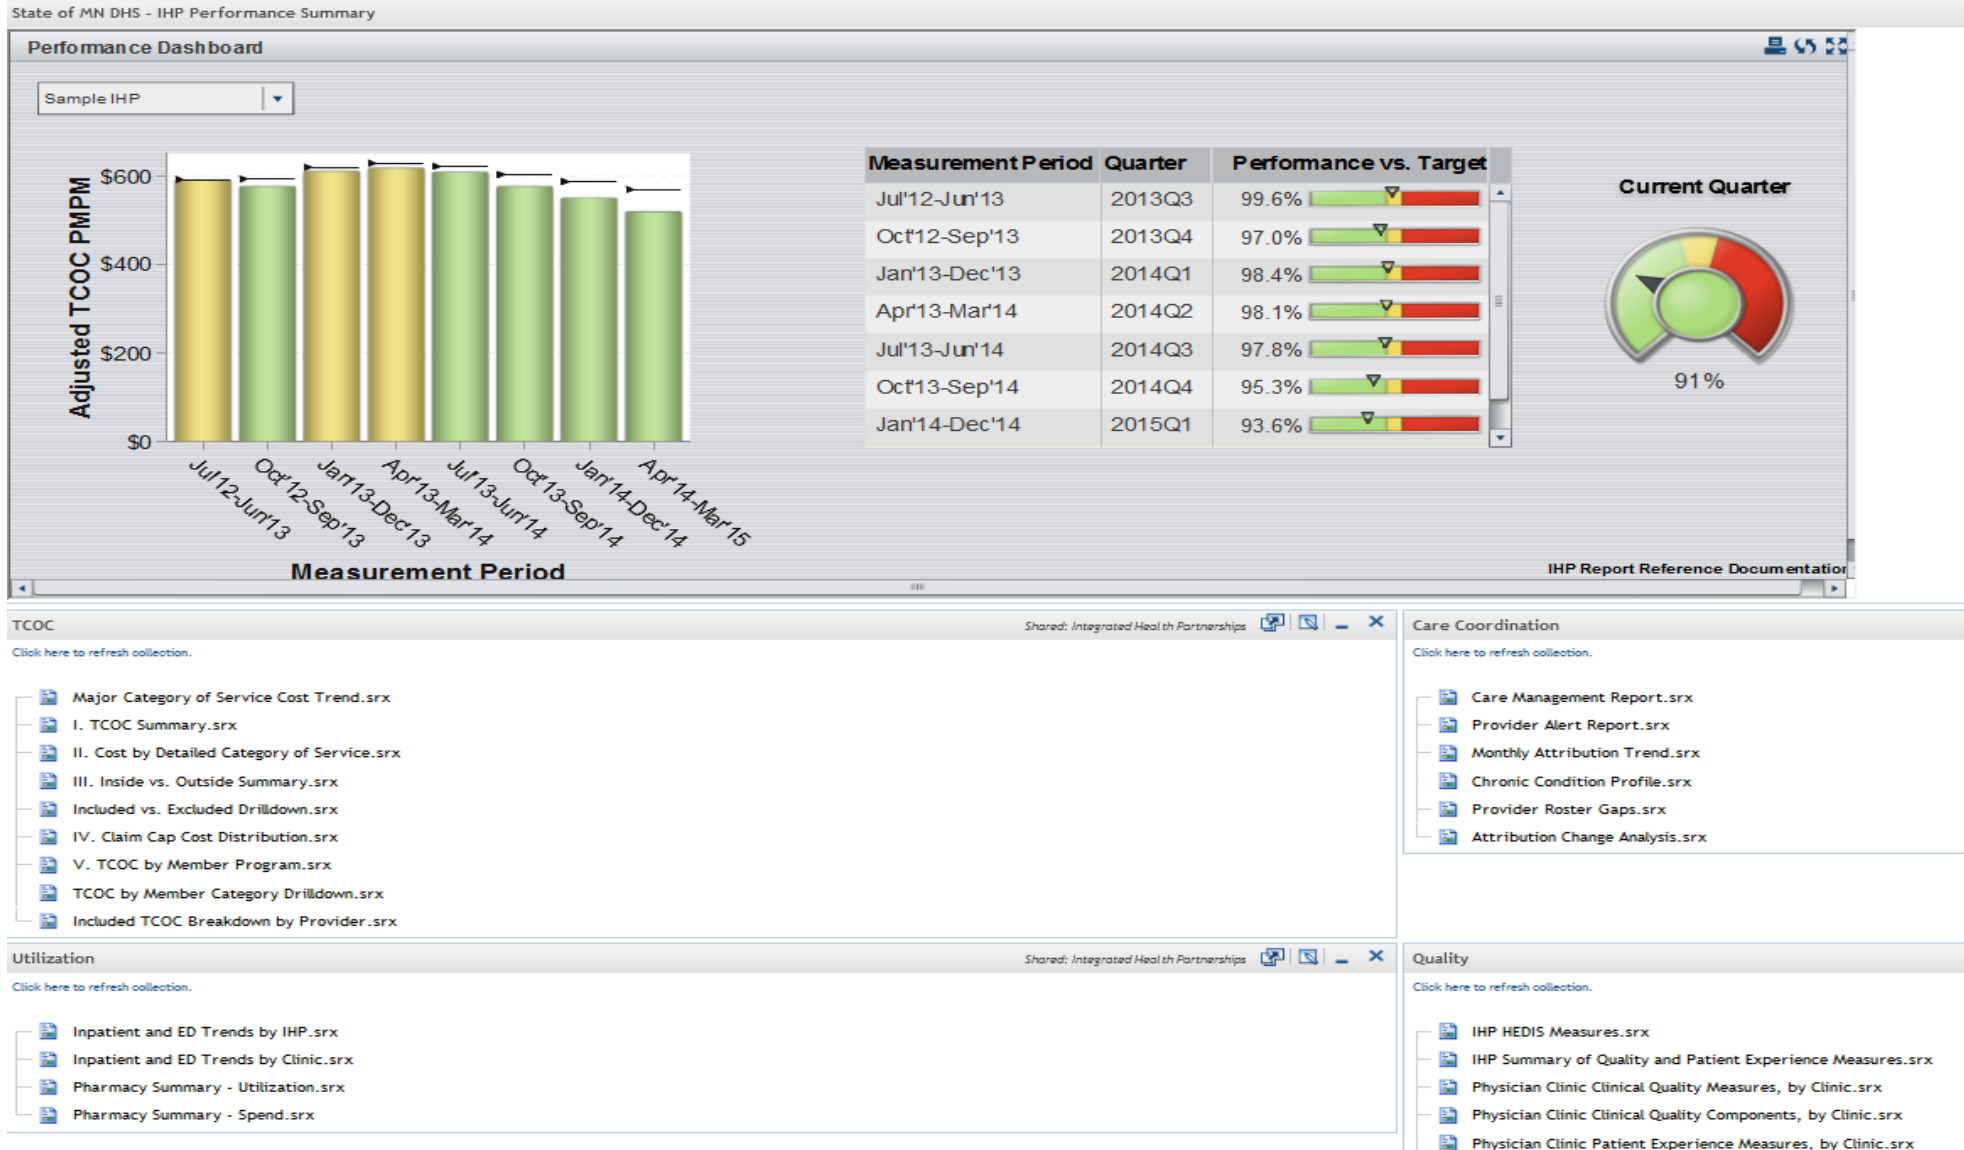 State of MN DHS - IHP Performance Summary
Performance Dashboard
Sample IHP
Adjusted TCOC PMPM
$600
$400
$200
$0
Jul'12-Jun'13
Oct'12-Sep'13
Jan'13-Dec'13
Apr'13-Mar'14
Jul'13-Jun'14
Oct'13-Sep'14
Jan'14-Dec'14
Apr'14-Mar'15
Measurement Period
Measurement Period Quarter Performance vs. Target
Jul'12-Jun'13 2013Q3 99.6%
Oct'12-Sep'13 2013Q4 97.0%
Jan'13-Dec'13 2014Q1 98.4%
Apr'13-Mar'14 2014Q2 98.1%
Jul'13-Jun'14 2014Q3 97.8%
Oct'13-Sep'14 2014Q4 95.3%
Jan'14-Dec'14 2015Q1 93.6%
Current Quarter
91%
IHP Report Reference Documentation
TCOC
Shared: Integrated Health Partnerships
Click here to refresh collection.
Major Category of Service Cost Trend.srx
I. TCOC Summary.srx
II. Cost by Detailed Category of Service.srx
III. Inside vs. Outside Summary.srx
Included vs. Excluded Drilldown.srx
IV. Claim Cap Cost Distribution.srx
V. TCOC by Member Program.srx
TCOC by Member Category Drilldown.srx
Included TCOC Breakdown by Provider.srx
Care Coordination
Click here to refresh collection.
Care Management Report.srx
Provider Alert Report.srx
Monthly Attribution Trend.srx
Chronic Condition Profile.srx
Provider Roster Gaps.srx
Attribution Change Analysis.srx
Utilization
Shared: Integrated Health Partnerships
Click here to refresh collection.
Inpatient and ED Trends by IHP.srx
Inpatient and ED Trends by Clinic.srx
Pharmacy Summary - Utilization.srx
Pharmacy Summary - Spend.srx
Quality
Click here to refresh collection.
IHP HEDIS Measures.srx
IHP Summary of Quality and Patient Experience Measures.srx
Physician Clinic Clinical Quality Measures, by Clinic.srx
Physician Clinic Clinical Quality Components, by Clinic.srx
Physician Clinic Patient Experience Measures, by Clinic.srx